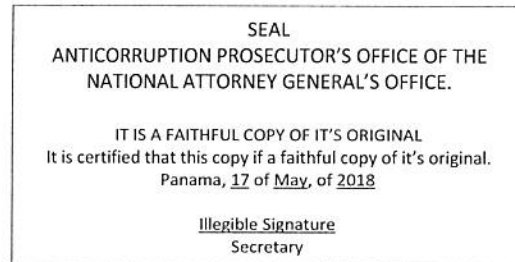 SEAL
ANTICORRUPTION PROSECUTOR'S OFFICE OF THE
NATIONAL ATTORNEY GENERAL'S OFFICE.
IT IS A FAITHFUL COPY OF IT'S ORIGINAL
It is certified that this copy if a faithful copy of it's original.
Panama, 17 of May, of 2018
Illegible Signature
Secretary